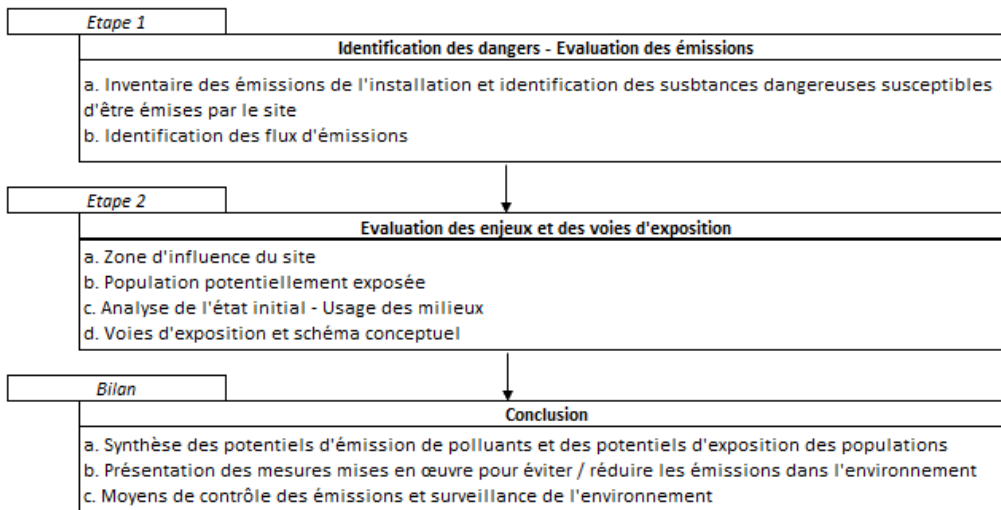 Etape 1
Identification des dangers - Evaluation des émissions
a. Inventaire des émissions de l'installation et identification des susbtances dangereuses susceptibles
d'être émises par le site
b. Identification des flux d'émissions
Etape 2
Evaluation des enjeux et des voies d'exposition
a. Zone d'influence du site
b. Population potentiellement exposée
c. Analyse de l'état initial - Usage des milieux
d. Voies d'exposition et schéma conceptuel
Bilan
Conclusion
a. Synthèse des potentiels d'émission de polluants et des potentiels d'exposition des populations
b. Présentation des mesures mises en œuvre pour éviter / réduire les émissions dans l'environnement
c. Moyens de contrôle des émissions et surveillance de l'environnement